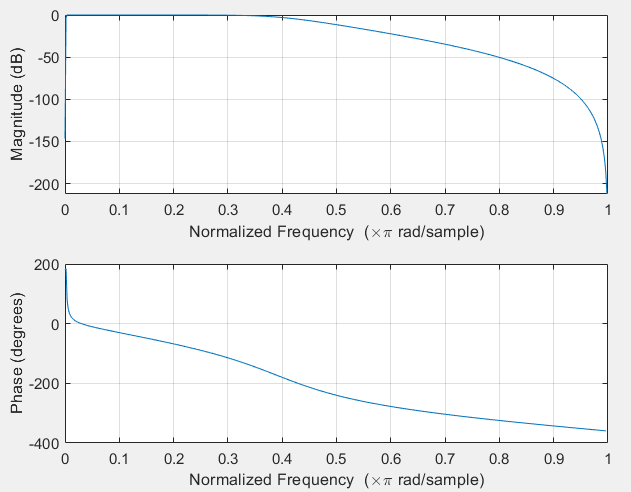 Magnitude (dB)
0
-50
-100
-150
-200
0 0.1 0.2 0.3 0.4 0.5 0.6 0.7 0.8 0.9 1
Normalized Frequency (×π rad/sample)
Phase (degrees)
200
0
-200
-400
0 0.1 0.2 0.3 0.4 0.5 0.6 0.7 0.8 0.9 1
Normalized Frequency (×π rad/sample)